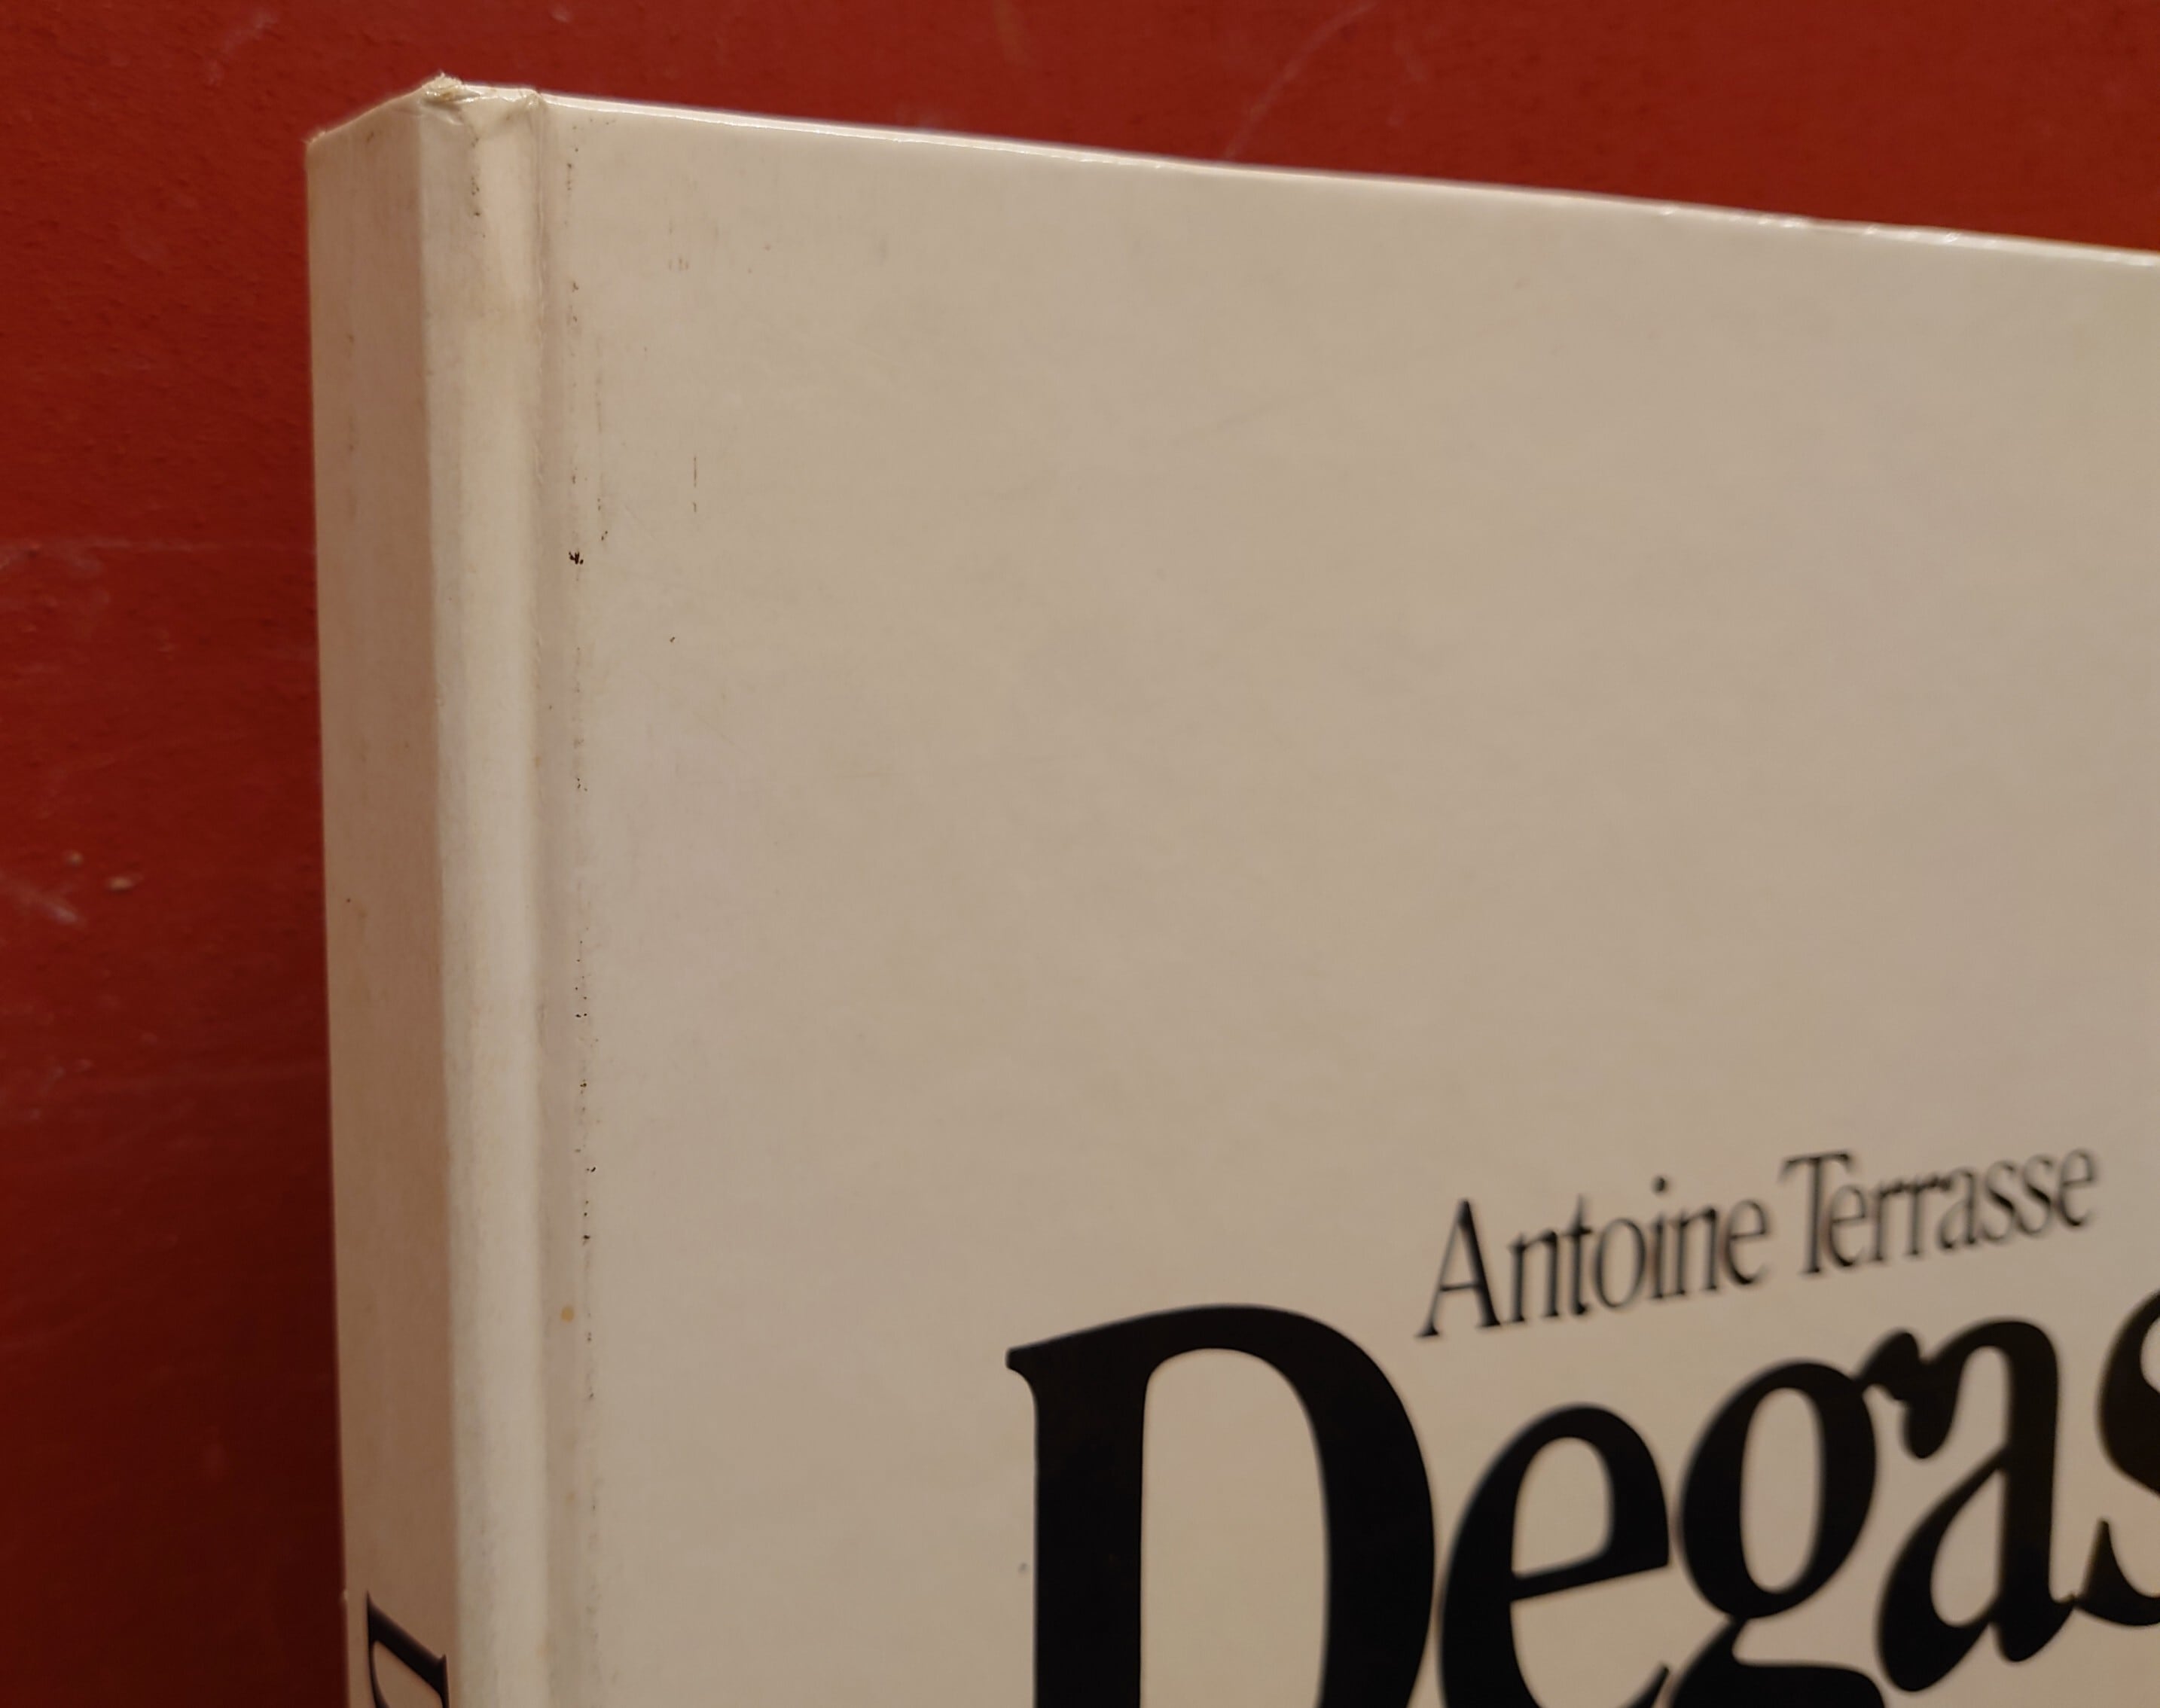 Antoine Terrasse
Degas
D